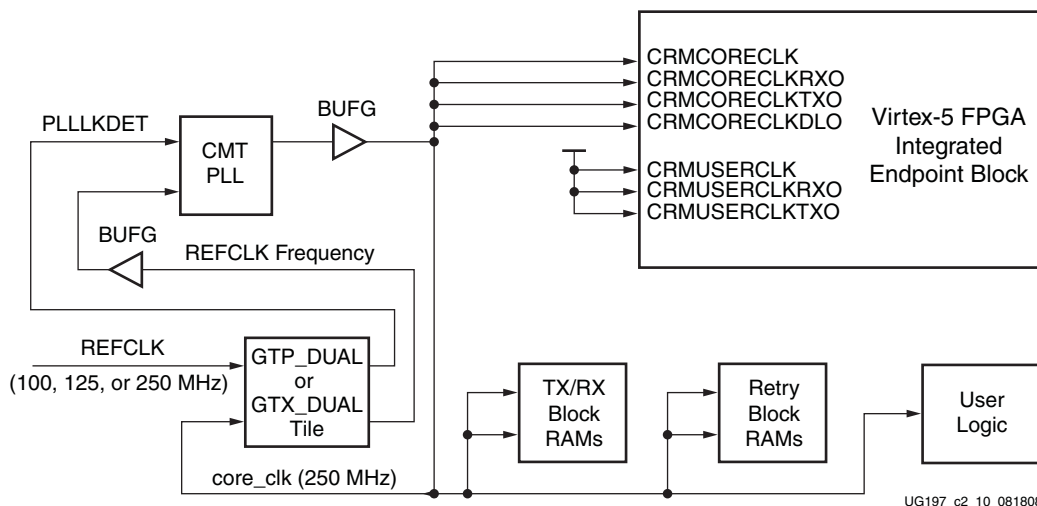 CRMCORECLK
CRMCORECLKRXO
CRMCORECLKTXO
CRMCORECLKDLO
CRMUSERCLK
CRMUSERCLKRXO
CRMUSERCLKTXO
Virtex-5 FPGA
Integrated
Endpoint Block
PLLLKDET
CMT
PLL
BUFG
BUFG
REFCLK Frequency
REFCLK
(100, 125, or 250 MHz)
GTP_DUAL
or
GTX_DUAL
Tile
core_clk (250 MHz)
TX/RX
Block
RAMs
Retry
Block
RAMs
User
Logic
UG197_c2_10_081808